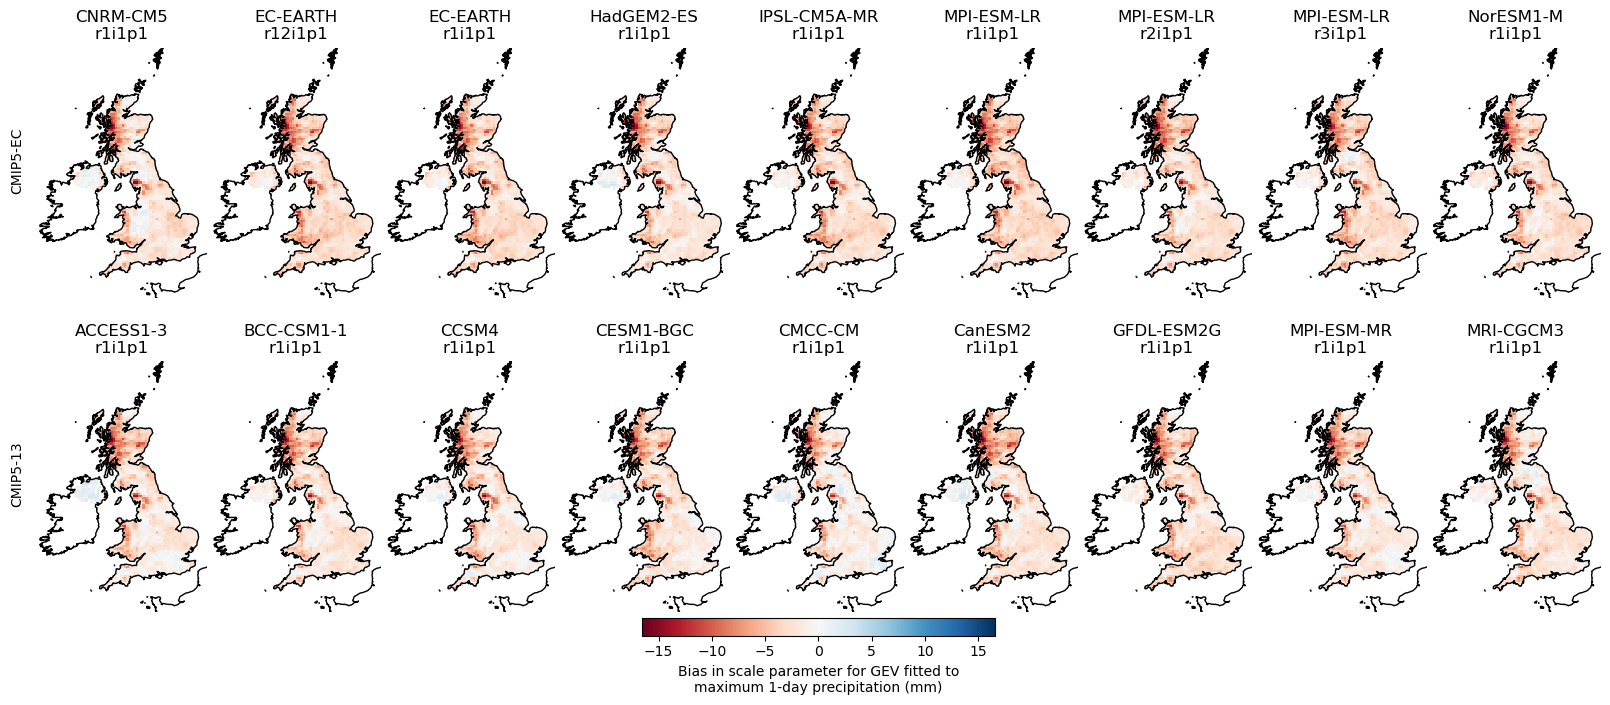 CNRM-CM5 EC-EARTH EC-EARTH HadGEM2-ES IPSL-CM5A-MR MPI-ESM-LR MPI-ESM-LR MPI-ESM-LR NorESM1-M
r1i1p1 r12i1p1 r1i1p1 r1i1p1 r1i1p1 r1i1p1 r2i1p1 r3i1p1 r1i1p1
CMIP5-EC
ACCESS1-3 BCC-CSM1-1 CCSM4 CESM1-BGC CMCC-CM CanESM2 GFDL-ESM2G MPI-ESM-MR MRI-CGCM3
r1i1p1 r1i1p1 r1i1p1 r1i1p1 r1i1p1 r1i1p1 r1i1p1 r1i1p1 r1i1p1
CMIP5-13
−15 −10 −5 0 5 10 15
Bias in scale parameter for GEV fitted to
maximum 1-day precipitation (mm)